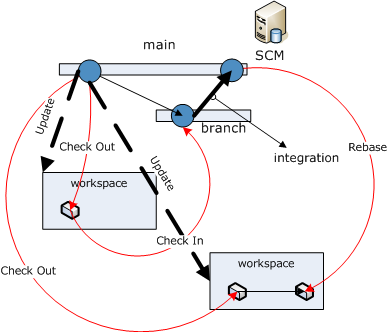 main
SCM
Update
branch
Check Out
Update
integration
Rebase
workspace
Check In
workspace
Check Out